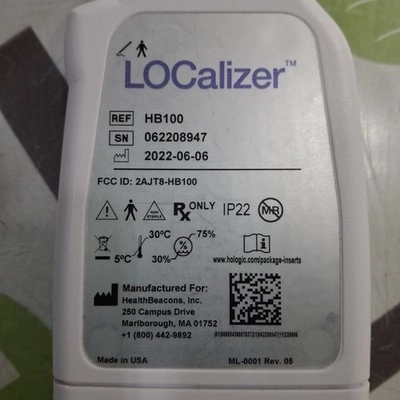 LOCalizer™
REF HB100
SN 062208947
2022-06-06
FCC ID: 2AJT8-HB100
NON STERILE
Rx ONLY IP22 MR
30°C 75%
5°C 30%
www.hologic.com/package-inserts
Manufactured For:
HealthBeacons, Inc.
250 Campus Drive
Marlborough, MA 01752
+1 (800) 442-9892
Made in USA ML-0001 Rev. 05